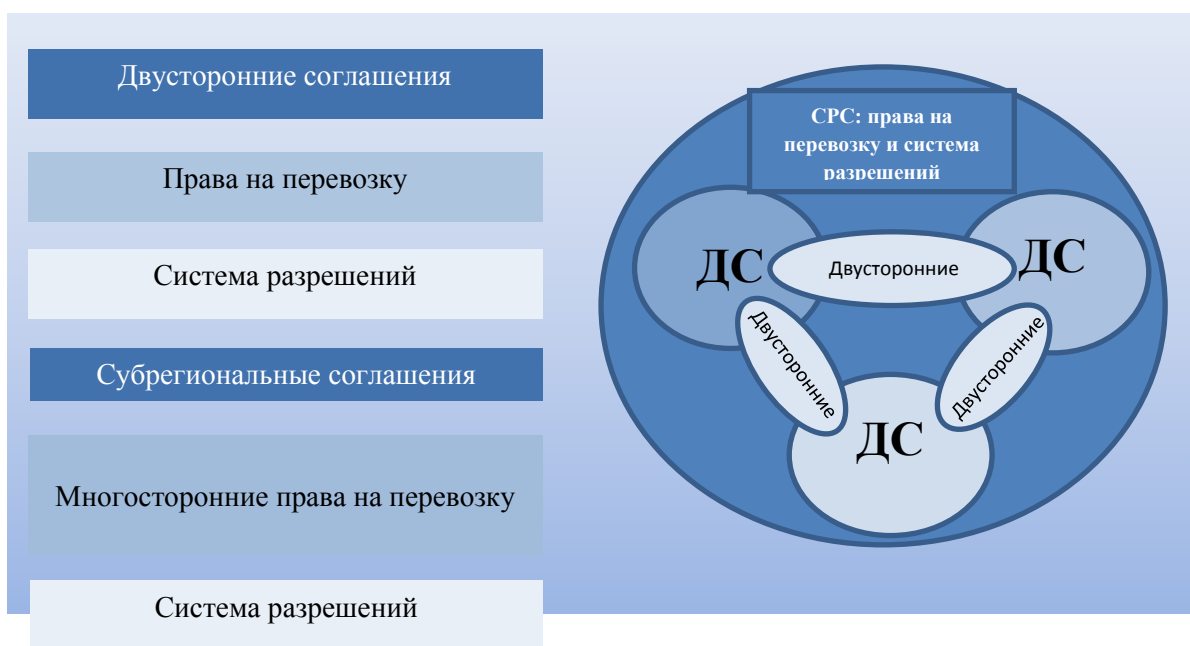 Двусторонние соглашения
Права на перевозку
Система разрешений
Субрегиональные соглашения
Многосторонние права на перевозку
Система разрешений
СРС: права на
перевозку и система
разрешений
ДС
Двусторонние
ДС
Двусторонние
Двусторонние
ДС